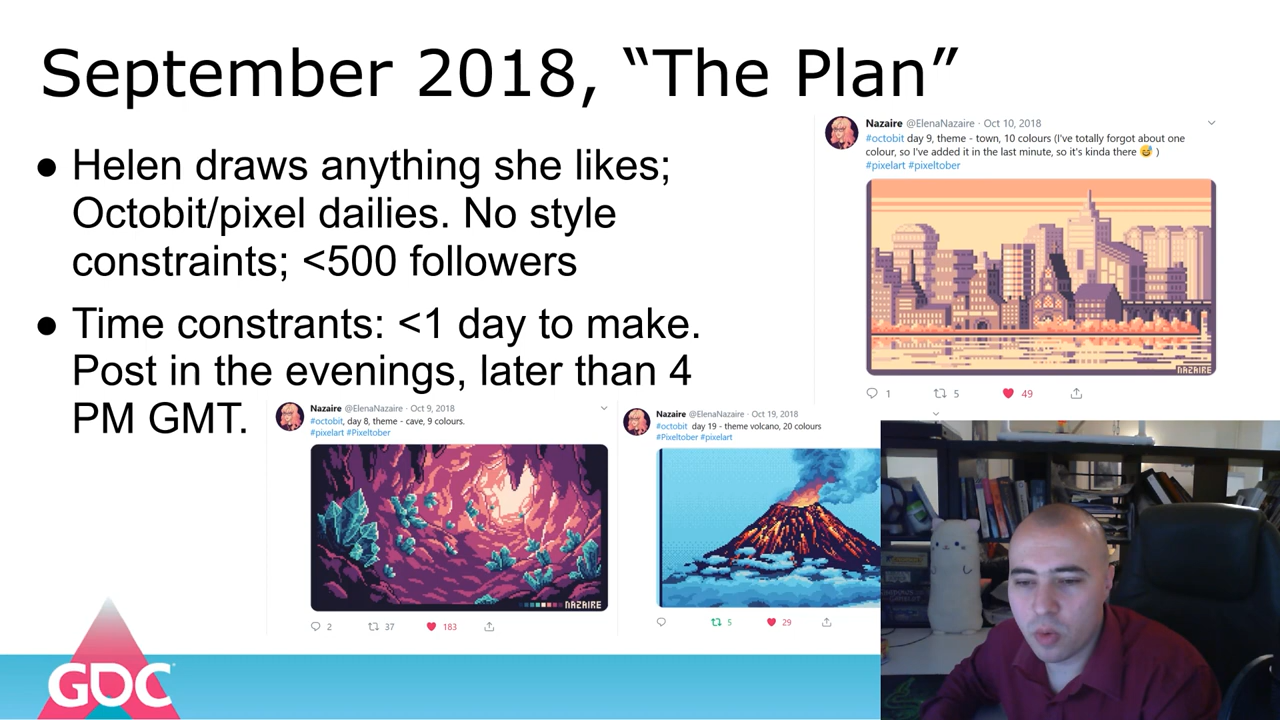 September 2018, “The Plan”
● Helen draws anything she likes;
Octobit/pixel dailies. No style
constraints; <500 followers
● Time constrants: <1 day to make.
Post in the evenings, later than 4
PM GMT.
Nazaire @ElenaNazaire · Oct 10, 2018
#octobit day 9, theme - town, 10 colours (I've totally forgot about one
colour, so I've added it in the last minute, so it's kinda there 😅 )
#pixelart #pixeltober
NAZAIRE
1 5 49
Nazaire @ElenaNazaire · Oct 9, 2018
#octobit, day 8, theme - cave, 9 colours.
#pixelart #Pixeltober
NAZAIRE
2 37 183
Nazaire @ElenaNazaire · Oct 19, 2018
#octobit day 19 - theme volcano, 20 colours
#Pixeltober #pixelart
5 29
GDC